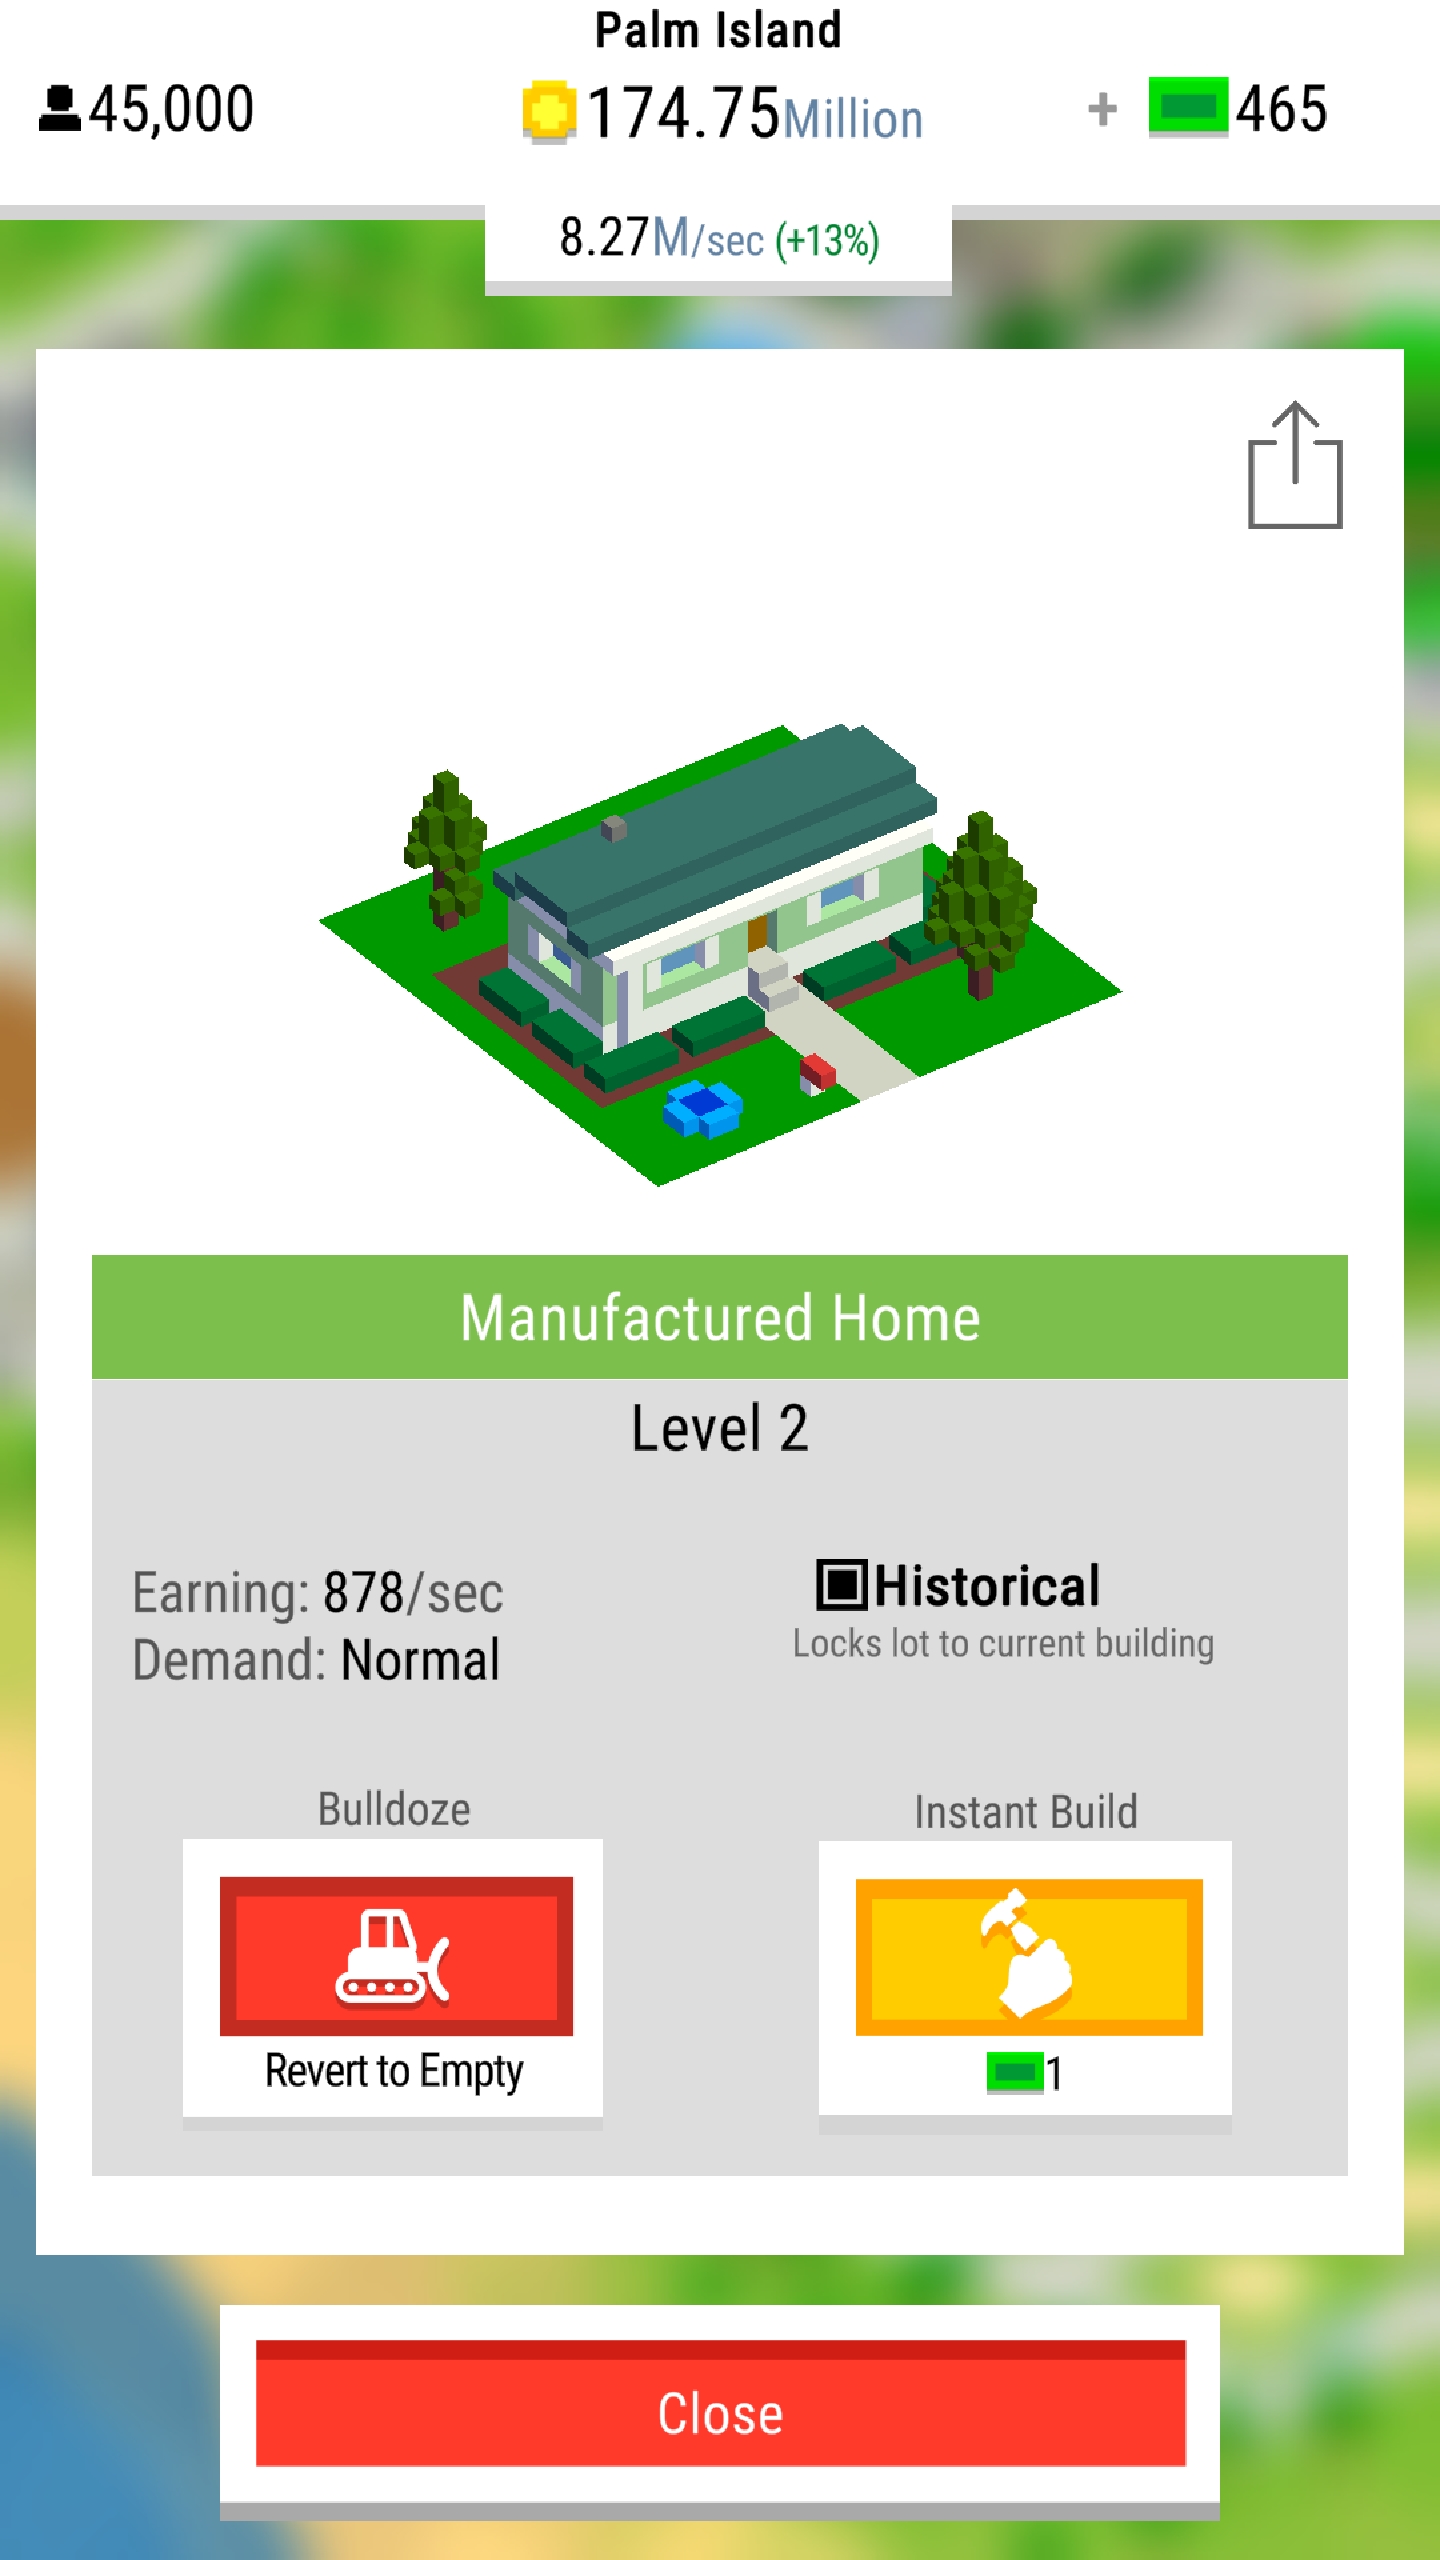 Palm Island
45,000
174.75Million
+ 465
8.27M/sec (+13%)
Manufactured Home
Level 2
Earning: 878/sec
Demand: Normal
Historical
Locks lot to current building
Bulldoze
Revert to Empty
Instant Build
1
Close